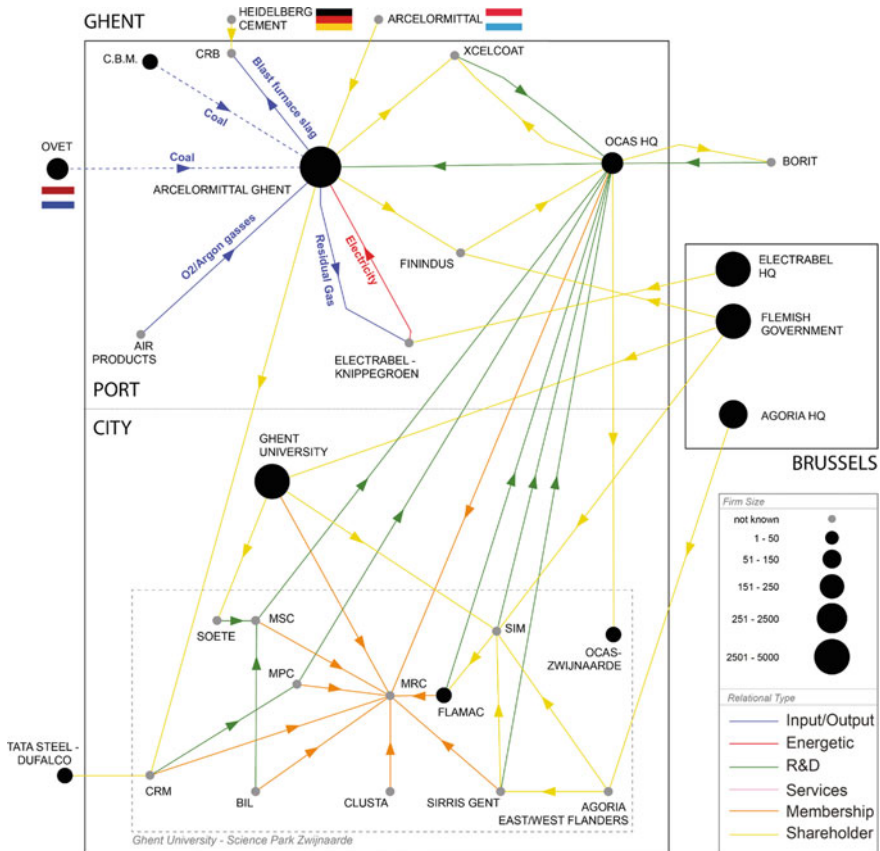 GHENT
HEIDELBERG
CEMENT
ARCELORMITTAL
C.B.M.
CRB
XCELCOAT
Blast furnace slag
Coal
OVET
Coal
ARCELORMITTAL GHENT
OCAS HQ
BORIT
O2/Argon gasses
Residual Gas
Electricity
FININDUS
ELECTRABEL
HQ
FLEMISH
GOVERNMENT
AIR
PRODUCTS
ELECTRABEL -
KNIPPEGROEN
PORT
CITY
AGORIA HQ
BRUSSELS
GHENT
UNIVERSITY
Firm Size
not known
1 - 50
51 - 150
151 - 250
251 - 2500
2501 - 5000
SOETE
MSC
SIM
OCAS-
ZWIJNAARDE
MPC
MRC
FLAMAC
Relational Type
Input/Output
Energetic
R&D
Services
Membership
Shareholder
TATA STEEL -
DUFALCO
CRM
BIL
CLUSTA
SIRRIS GENT
AGORIA
EAST/WEST FLANDERS
Ghent University - Science Park Zwijnaarde